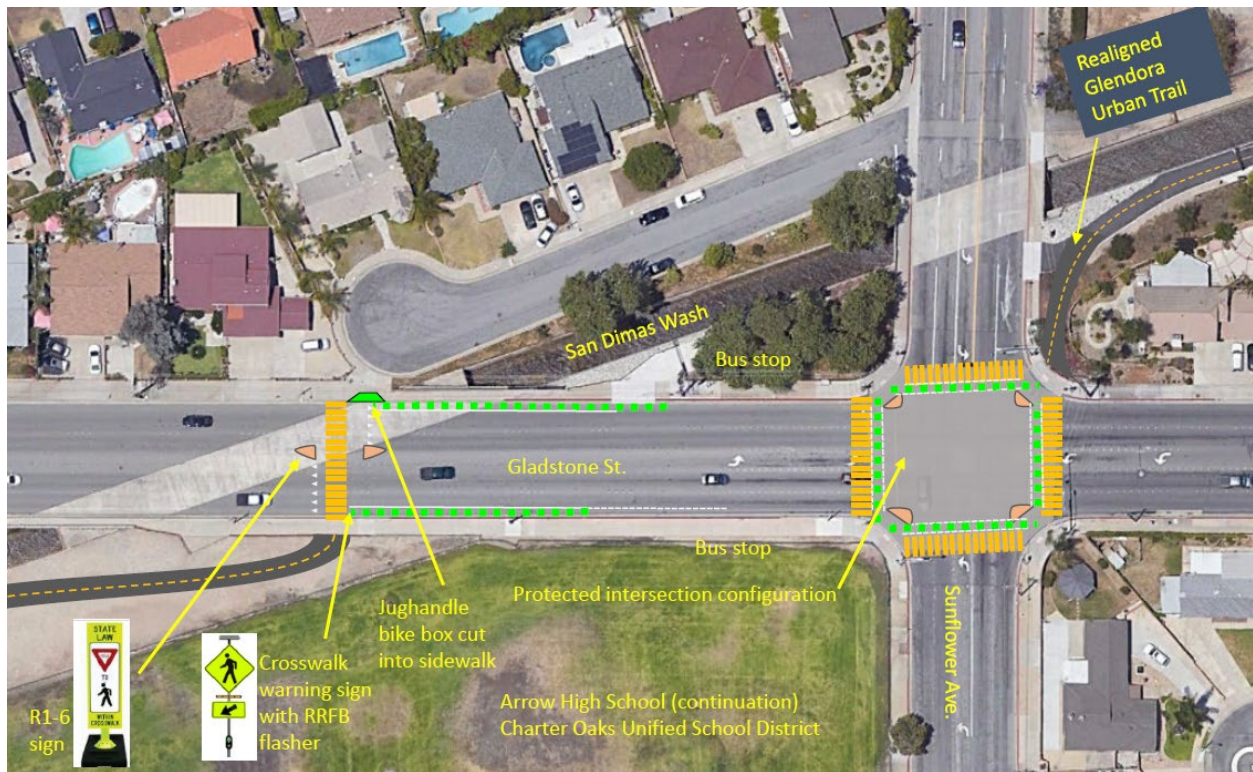 Realigned
Glendora
Urban Trail
San Dimas Wash
Bus stop
Gladstone St.
Bus stop
Protected intersection configuration
Jughandle
bike box cut
into sidewalk
Sunflower Ave.
STATE
LAW
TO
WITHIN
CROSSWALK
R1-6
sign
Crosswalk
warning sign
with RRFB
flasher
Arrow High School (continuation)
Charter Oaks Unified School District